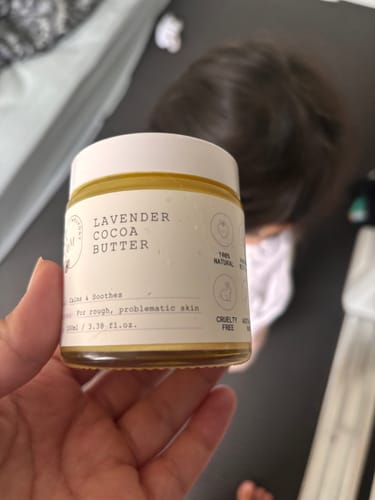 LAVENDER
COCOA
BUTTER
Calms & Soothes
For rough, problematic skin
100ml / 3.38 fl.oz.
100%
NATURAL
CRUELTY
FREE